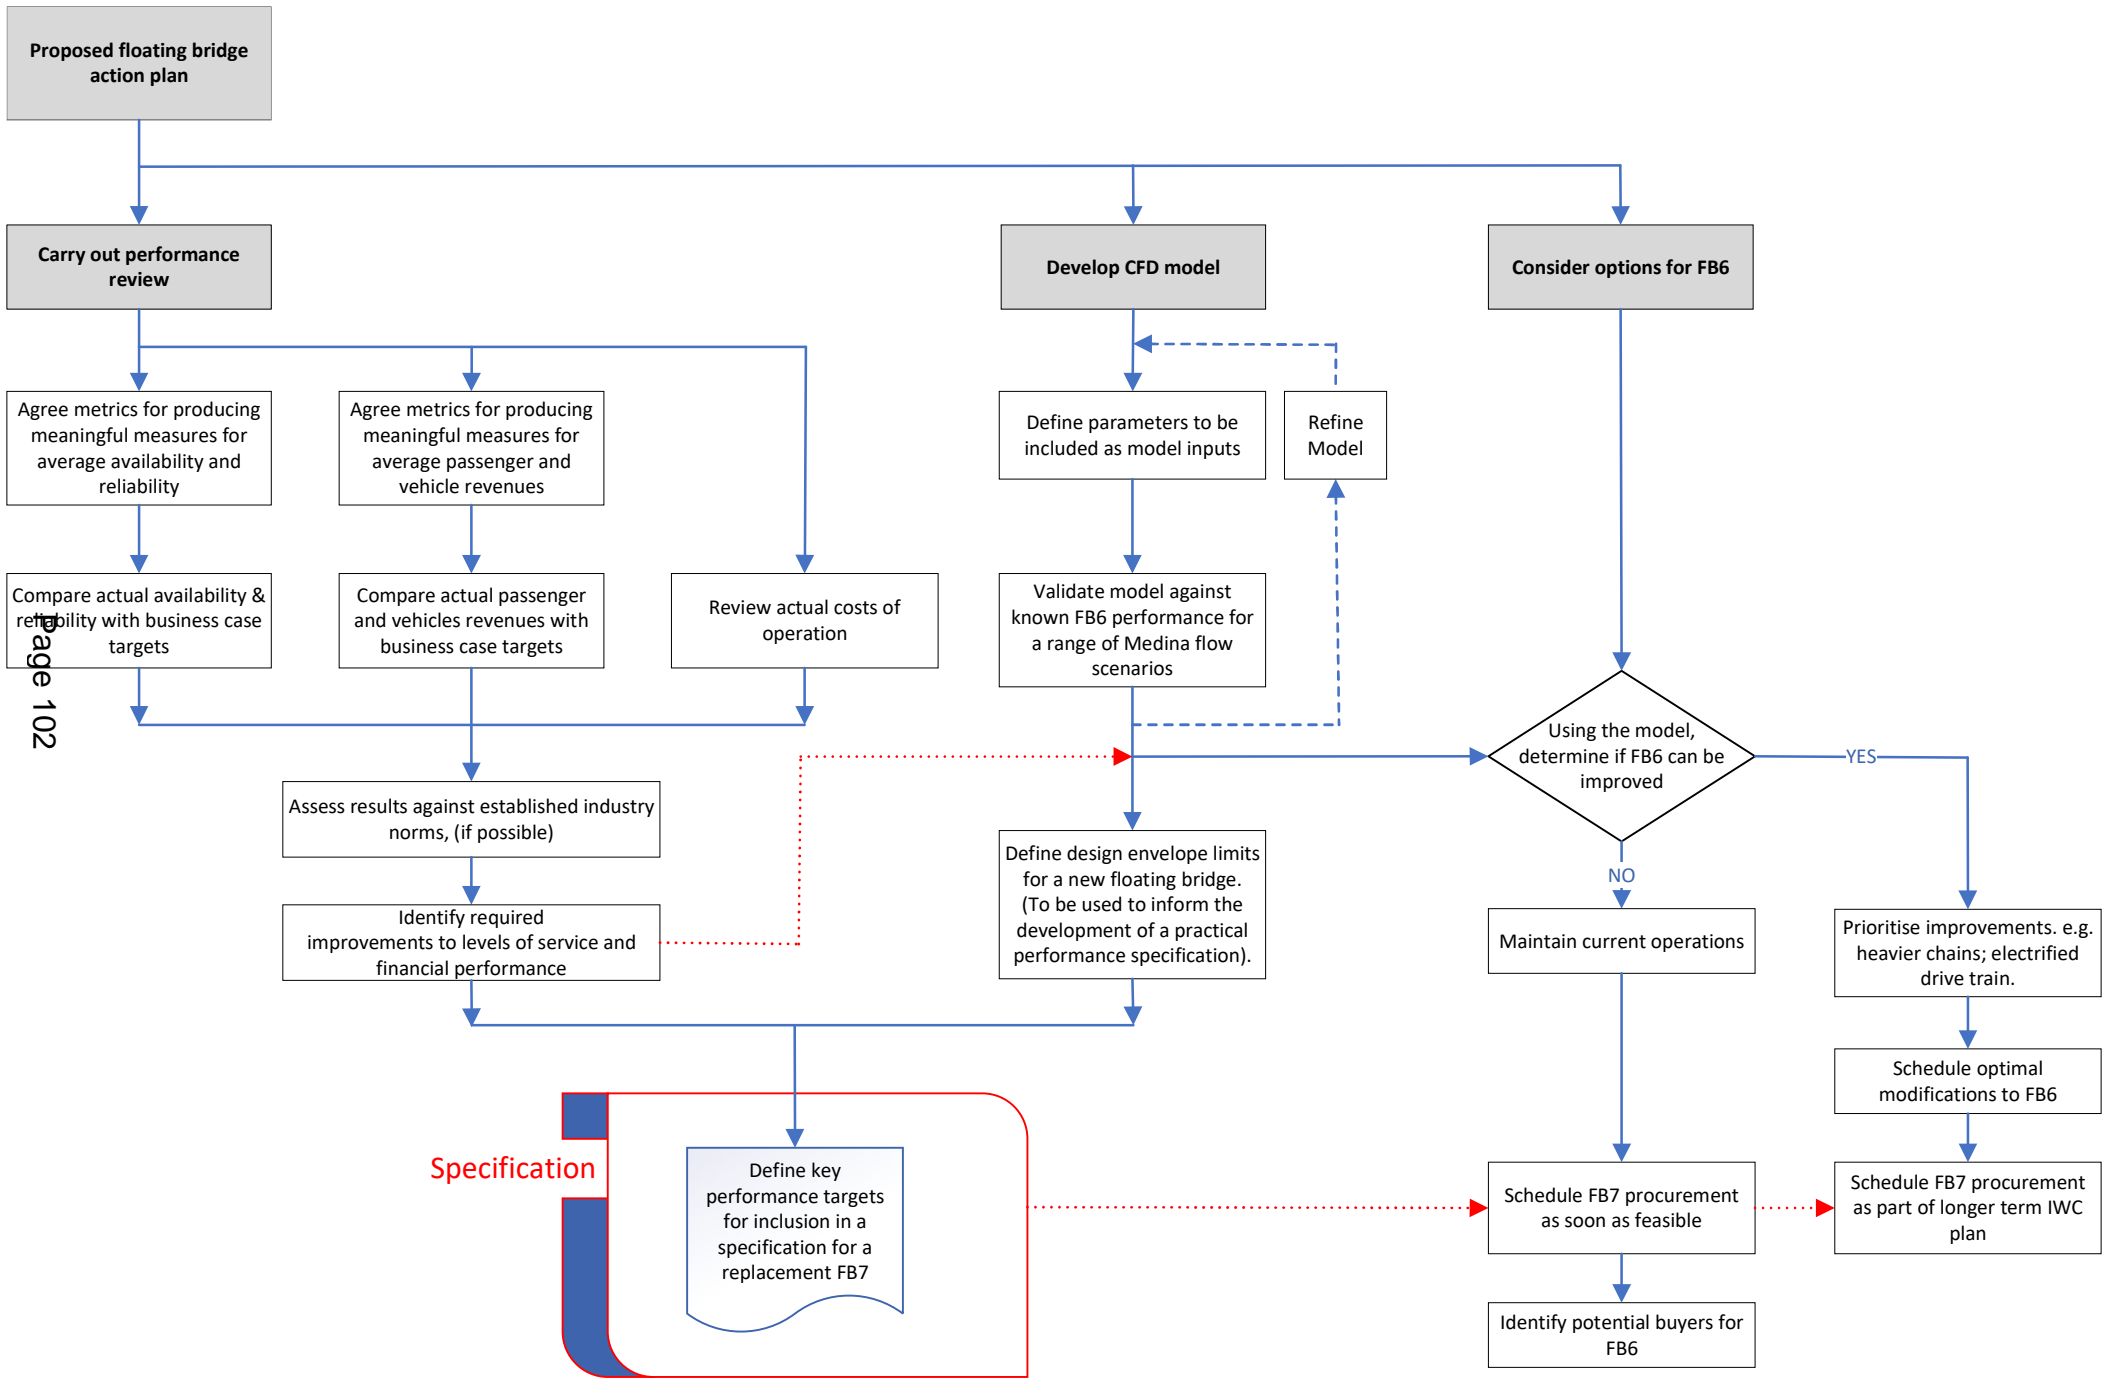 Proposed floating bridge
action plan
Carry out performance
review
Develop CFD model
Consider options for FB6
Agree metrics for producing
meaningful measures for
average availability and
reliability
Agree metrics for producing
meaningful measures for
average passenger and
vehicle revenues
Define parameters to be
included as model inputs
Refine
Model
Compare actual availability &
reliability with business case
targets
Compare actual passenger
and vehicles revenues with
business case targets
Review actual costs of
operation
Validate model against
known FB6 performance for
a range of Medina flow
scenarios
Page 102
Using the model,
determine if FB6 can be
improved
YES
NO
Assess results against established industry
norms, (if possible)
Define design envelope limits
for a new floating bridge.
(To be used to inform the
development of a practical
performance specification).
Identify required
improvements to levels of service and
financial performance
Maintain current operations
Prioritise improvements. e.g.
heavier chains; electrified
drive train.
Schedule optimal
modifications to FB6
Specification
Define key
performance targets
for inclusion in a
specification for a
replacement FB7
Schedule FB7 procurement
as soon as feasible
Schedule FB7 procurement
as part of longer term IWC
plan
Identify potential buyers for
FB6